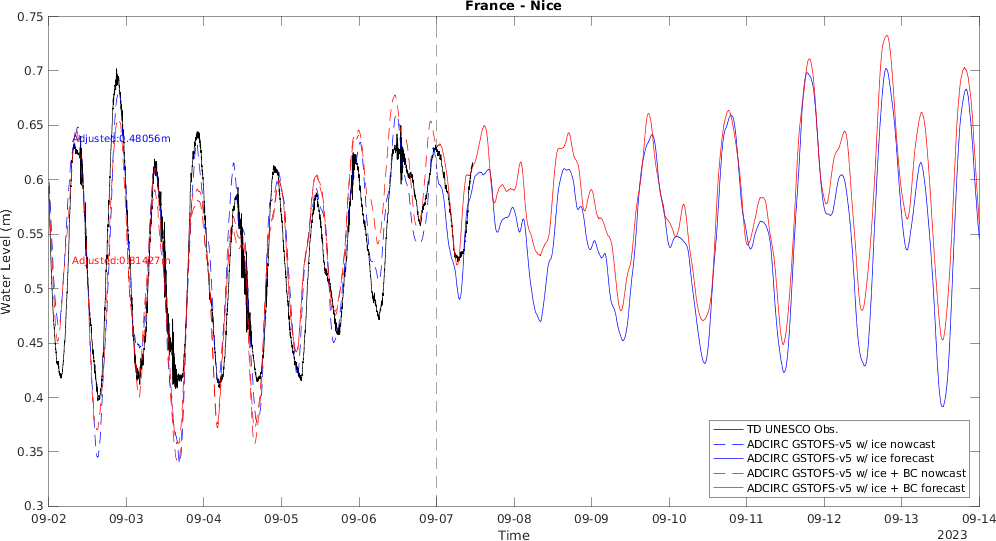 France - Nice
Water Level (m)
0.75
0.7
0.65
0.6
0.55
0.5
0.45
0.4
0.35
0.3
Adjusted:0.48056m
Adjusted:0.81427m
TD UNESCO Obs.
ADCIRC GSTOFS-v5 w/ ice nowcast
ADCIRC GSTOFS-v5 w/ ice forecast
ADCIRC GSTOFS-v5 w/ ice + BC nowcast
ADCIRC GSTOFS-v5 w/ ice + BC forecast
09-02 09-03 09-04 09-05 09-06 09-07 09-08 09-09 09-10 09-11 09-12 09-13 09-14
Time
2023